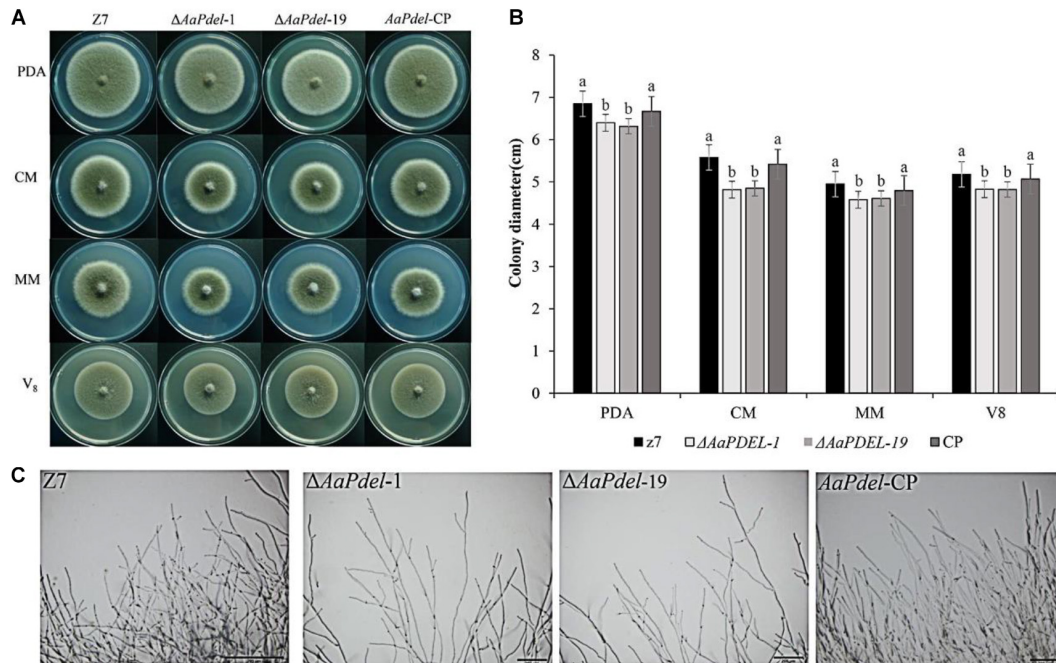 A
Z7 ΔAaPdel-1 ΔAaPdel-19 AaPdel-CP
PDA
CM
MM
V8
B
Colony diameter(cm)
8
7
6
5
4
3
2
1
0
a b b a
a b b a
a b b a
a b b a
PDA CM MM V8
z7 ΔAaPDEL-1 ΔAaPDEL-19 CP
C
Z7 ΔAaPdel-1 ΔAaPdel-19 AaPdel-CP